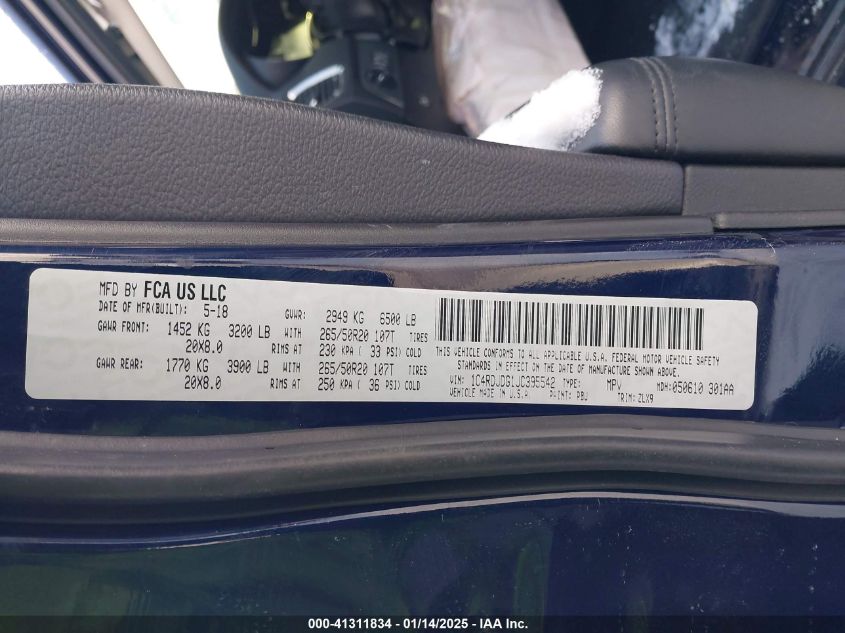 MFD BY FCA US LLC
DATE OF MFR(BUILT): 5-18 GVWR: 2949 KG 6500 LB
GAWR FRONT: 1452 KG 3200 LB WITH 265/50R20 107T TIRES
20X8.0 RIMS AT 230 KPA ( 33 PSI) COLD
GAWR REAR: 1770 KG 3900 LB WITH 265/50R20 107T TIRES
20X8.0 RIMS AT 250 KPA ( 36 PSI) COLD
THIS VEHICLE CONFORMS TO ALL APPLICABLE U.S.A. FEDERAL MOTOR VEHICLE SAFETY
STANDARDS IN EFFECT ON THE DATE OF MANUFACTURE SHOWN ABOVE.
VIN: 1C4RDJDG1JC395542 TYPE: MPV MDH: 050610 301AA
VEHICLE MADE IN U.S.A PAINT: PBU TRIM: ZLX9
000-41311834 - 01/14/2025 - IAAI Inc.